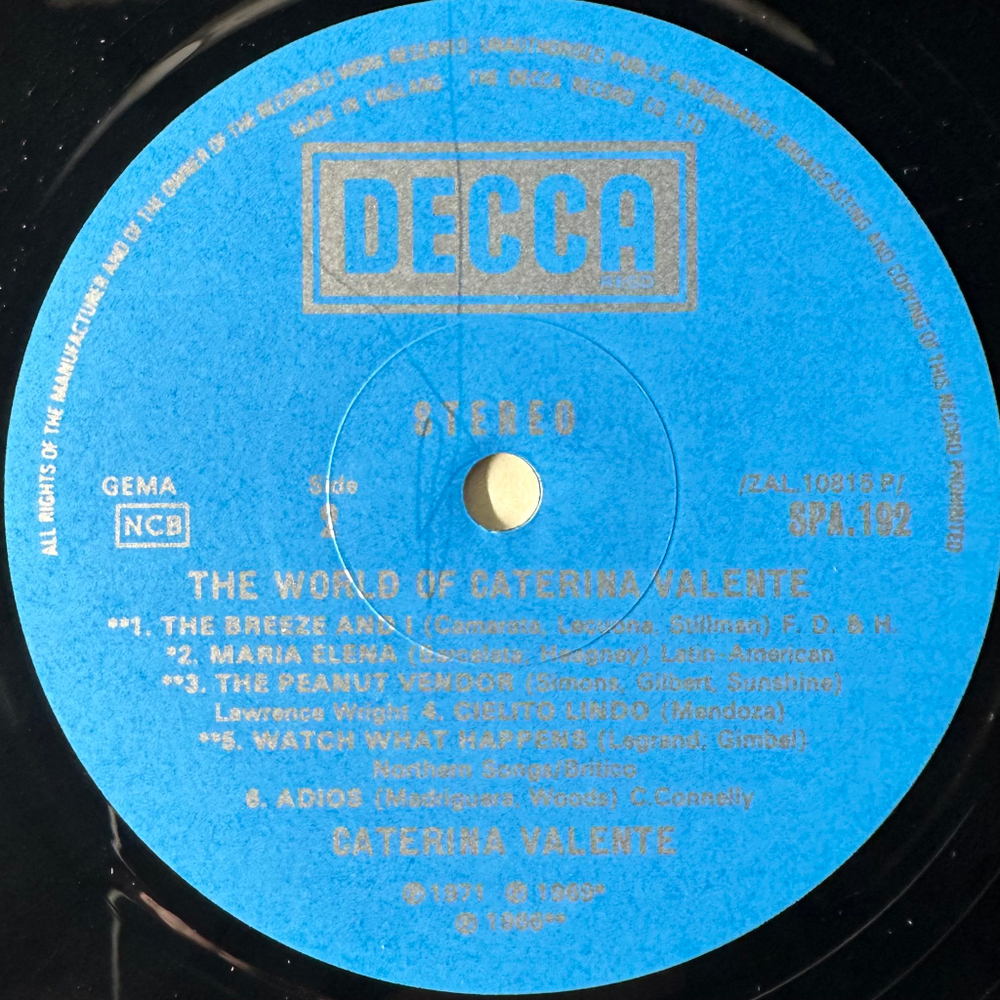 ALL RIGHTS OF THE MANUFACTURER AND OF THE OWNER OF THE RECORDED WORK RESERVED · UNAUTHORISED PUBLIC PERFORMANCE BROADCASTING AND COPYING OF THIS RECORD PROHIBITED
MADE IN ENGLAND · THE DECCA RECORD CO. LTD
DECCA
STEREO
GEMA Side /ZAL.10815 P/
NCB 2 SPA.192
THE WORLD OF CATERINA VALENTE
**1. THE BREEZE AND I (Camarata, Lecuona, Stillman) F. D. & H.
*2. MARIA ELENA (Barcelata, Heagney) Latin-American
**3. THE PEANUT VENDOR (Simons, Gilbert, Sunshine)
Lawrence Wright 4. CIELITO LINDO (Mendoza)
**5. WATCH WHAT HAPPENS (Legrand, Gimbel)
Northern Songs/Britico
6. ADIOS (Madriguera, Woods) C.Connelly
CATERINA VALENTE
℗ 1971 ℗ 1969*
℗ 1966**